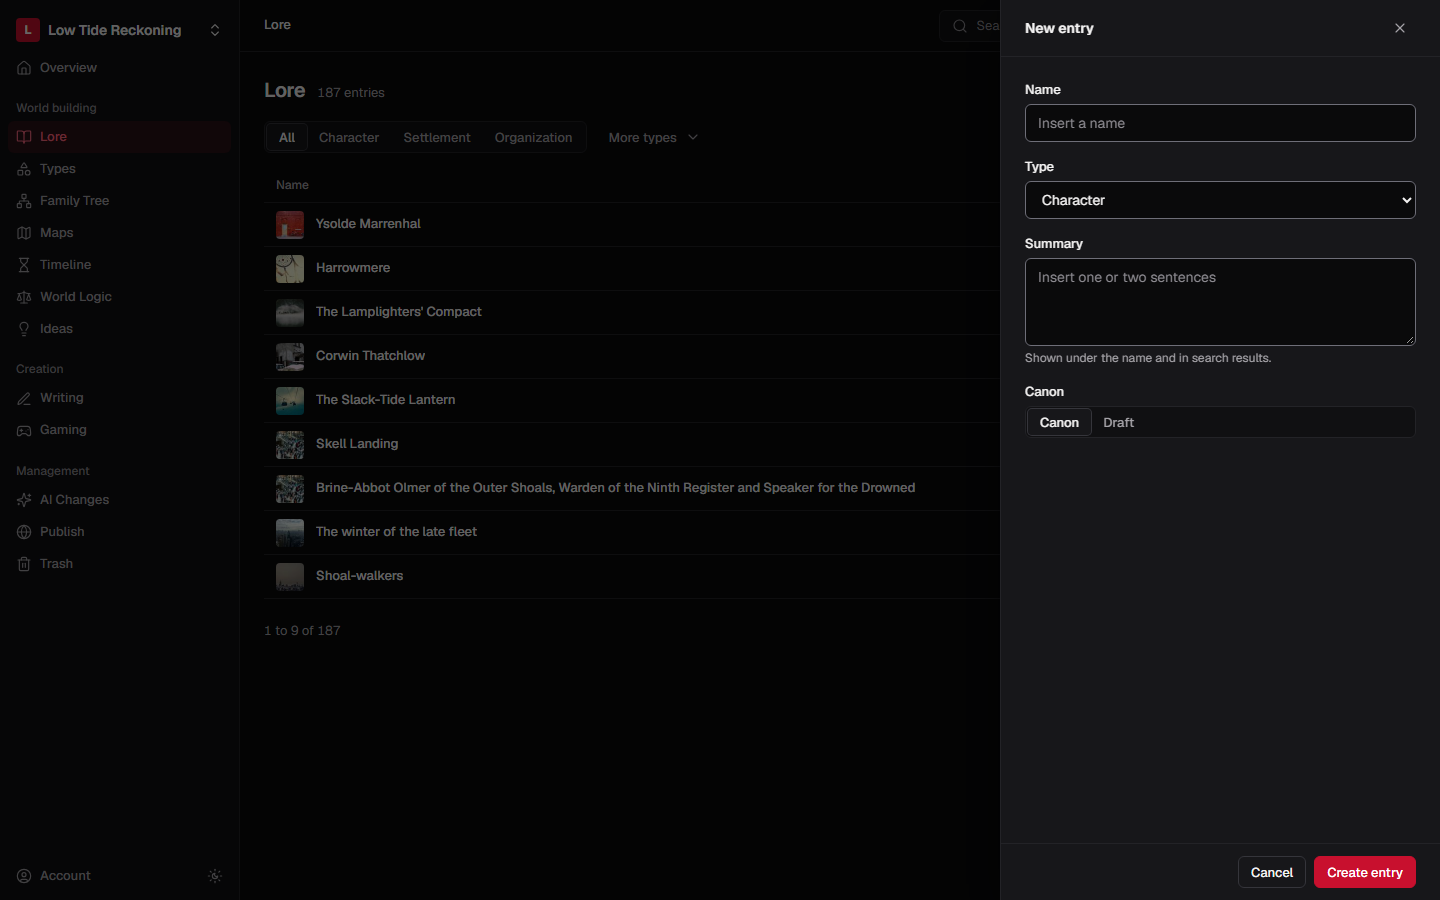 L Low Tide Reckoning
Overview
World building
Lore
Types
Family Tree
Maps
Timeline
World Logic
Ideas
Creation
Writing
Gaming
Management
AI Changes
Publish
Trash
Account
Lore
Sea
Lore 187 entries
All Character Settlement Organization More types
Name
Ysolde Marrenhal
Harrowmere
The Lamplighters' Compact
Corwin Thatchlow
The Slack-Tide Lantern
Skell Landing
Brine-Abbot Olmer of the Outer Shoals, Warden of the Ninth Register and Speaker for the Drowned
The winter of the late fleet
Shoal-walkers
1 to 9 of 187
New entry
Name
Insert a name
Type
Character
Summary
Insert one or two sentences
Shown under the name and in search results.
Canon
Canon Draft
Cancel Create entry